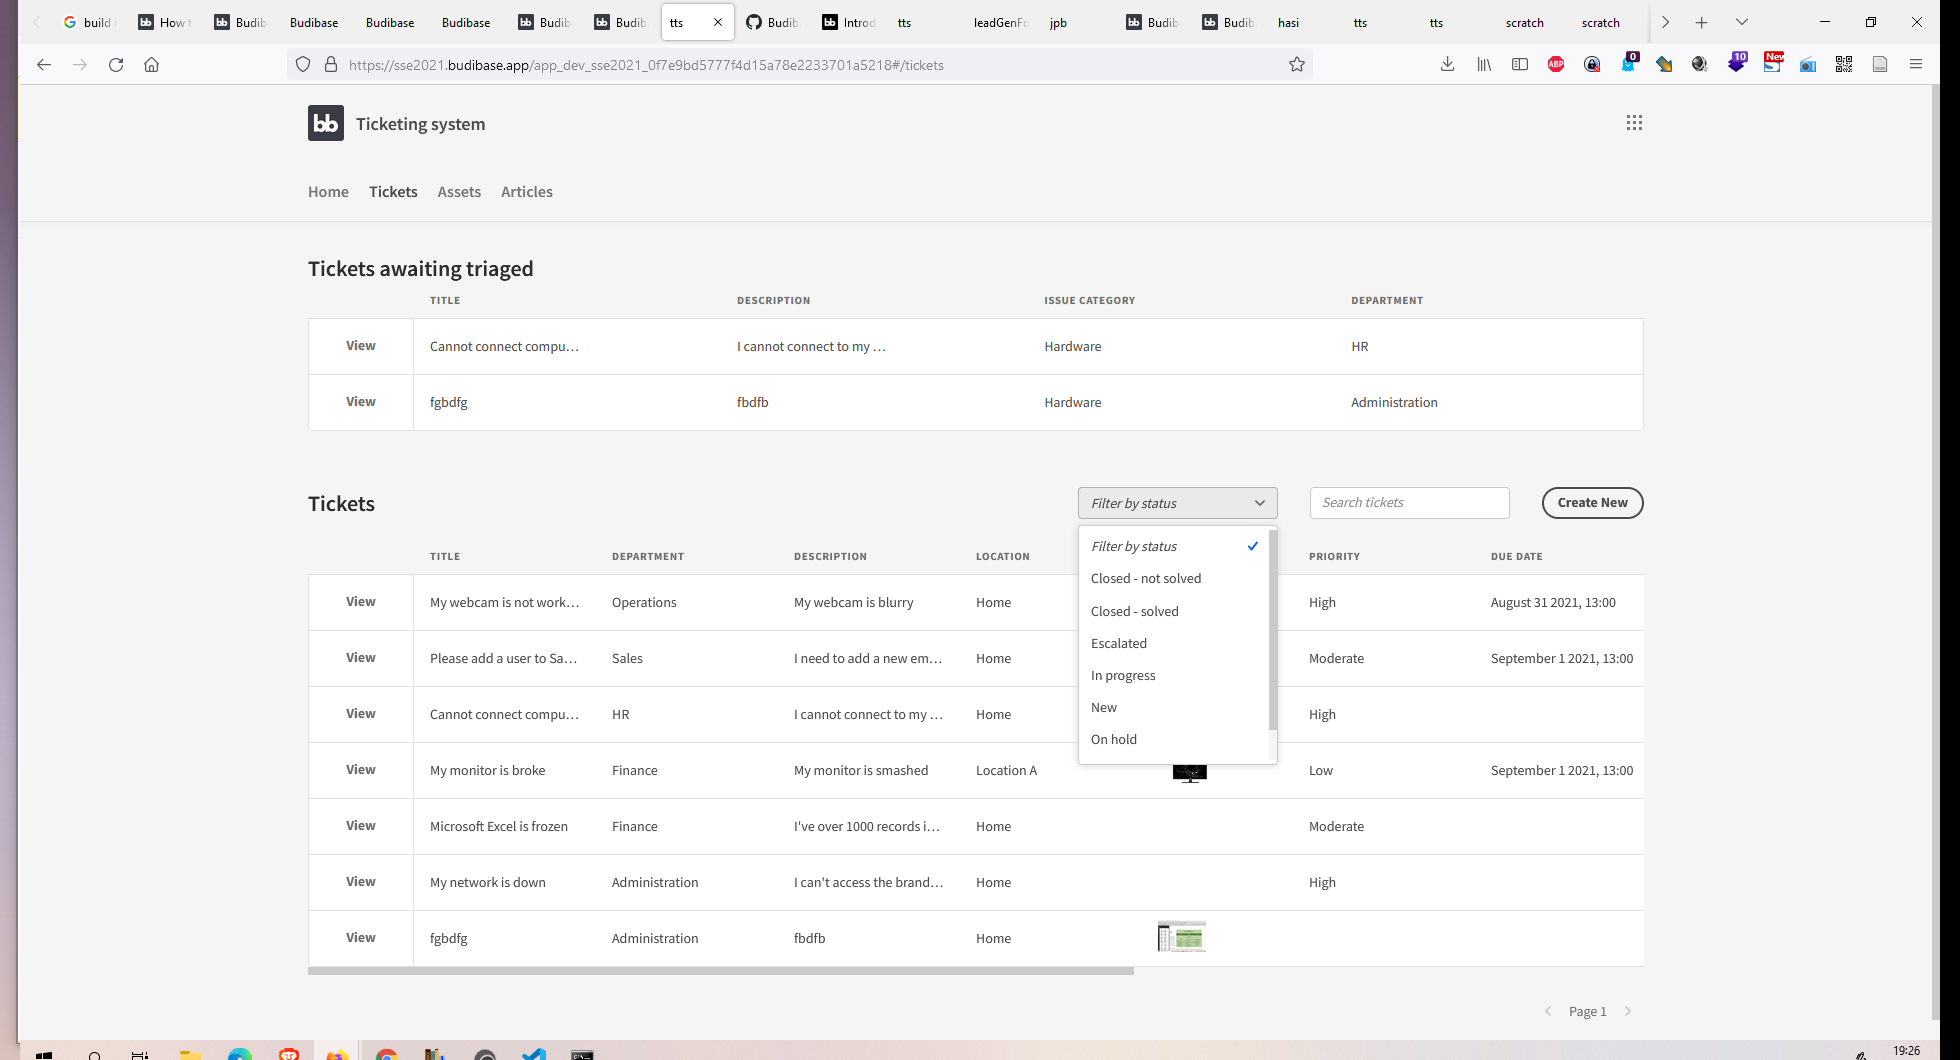 build i
How t
Budib
Budibase
Budibase
Budibase
Budib
Budib
tts
Budib
Introd
tts
leadGenFo
jpb
Budib
Budib
hasi
tts
tts
scratch
scratch
https://sse2021.budibase.app/app_dev_sse2021_0f7e9bd5777f4d15a78e2233701a5218#/tickets
ABP
0
10
New
bb Ticketing system
Home Tickets Assets Articles
Tickets awaiting triaged
TITLE DESCRIPTION ISSUE CATEGORY DEPARTMENT
View Cannot connect compu… I cannot connect to my … Hardware HR
View fgbdfg fbdfb Hardware Administration
Tickets Filter by status Search tickets Create New
TITLE DEPARTMENT DESCRIPTION LOCATION PRIORITY DUE DATE
Filter by status
Closed - not solved
Closed - solved
Escalated
In progress
New
On hold
View My webcam is not work… Operations My webcam is blurry Home High August 31 2021, 13:00
View Please add a user to Sa… Sales I need to add a new em… Home Moderate September 1 2021, 13:00
View Cannot connect compu… HR I cannot connect to my … Home High
View My monitor is broke Finance My monitor is smashed Location A Low September 1 2021, 13:00
View Microsoft Excel is frozen Finance I've over 1000 records i… Home Moderate
View My network is down Administration I can't access the brand… Home High
View fgbdfg Administration fbdfb Home
Page 1
19:26